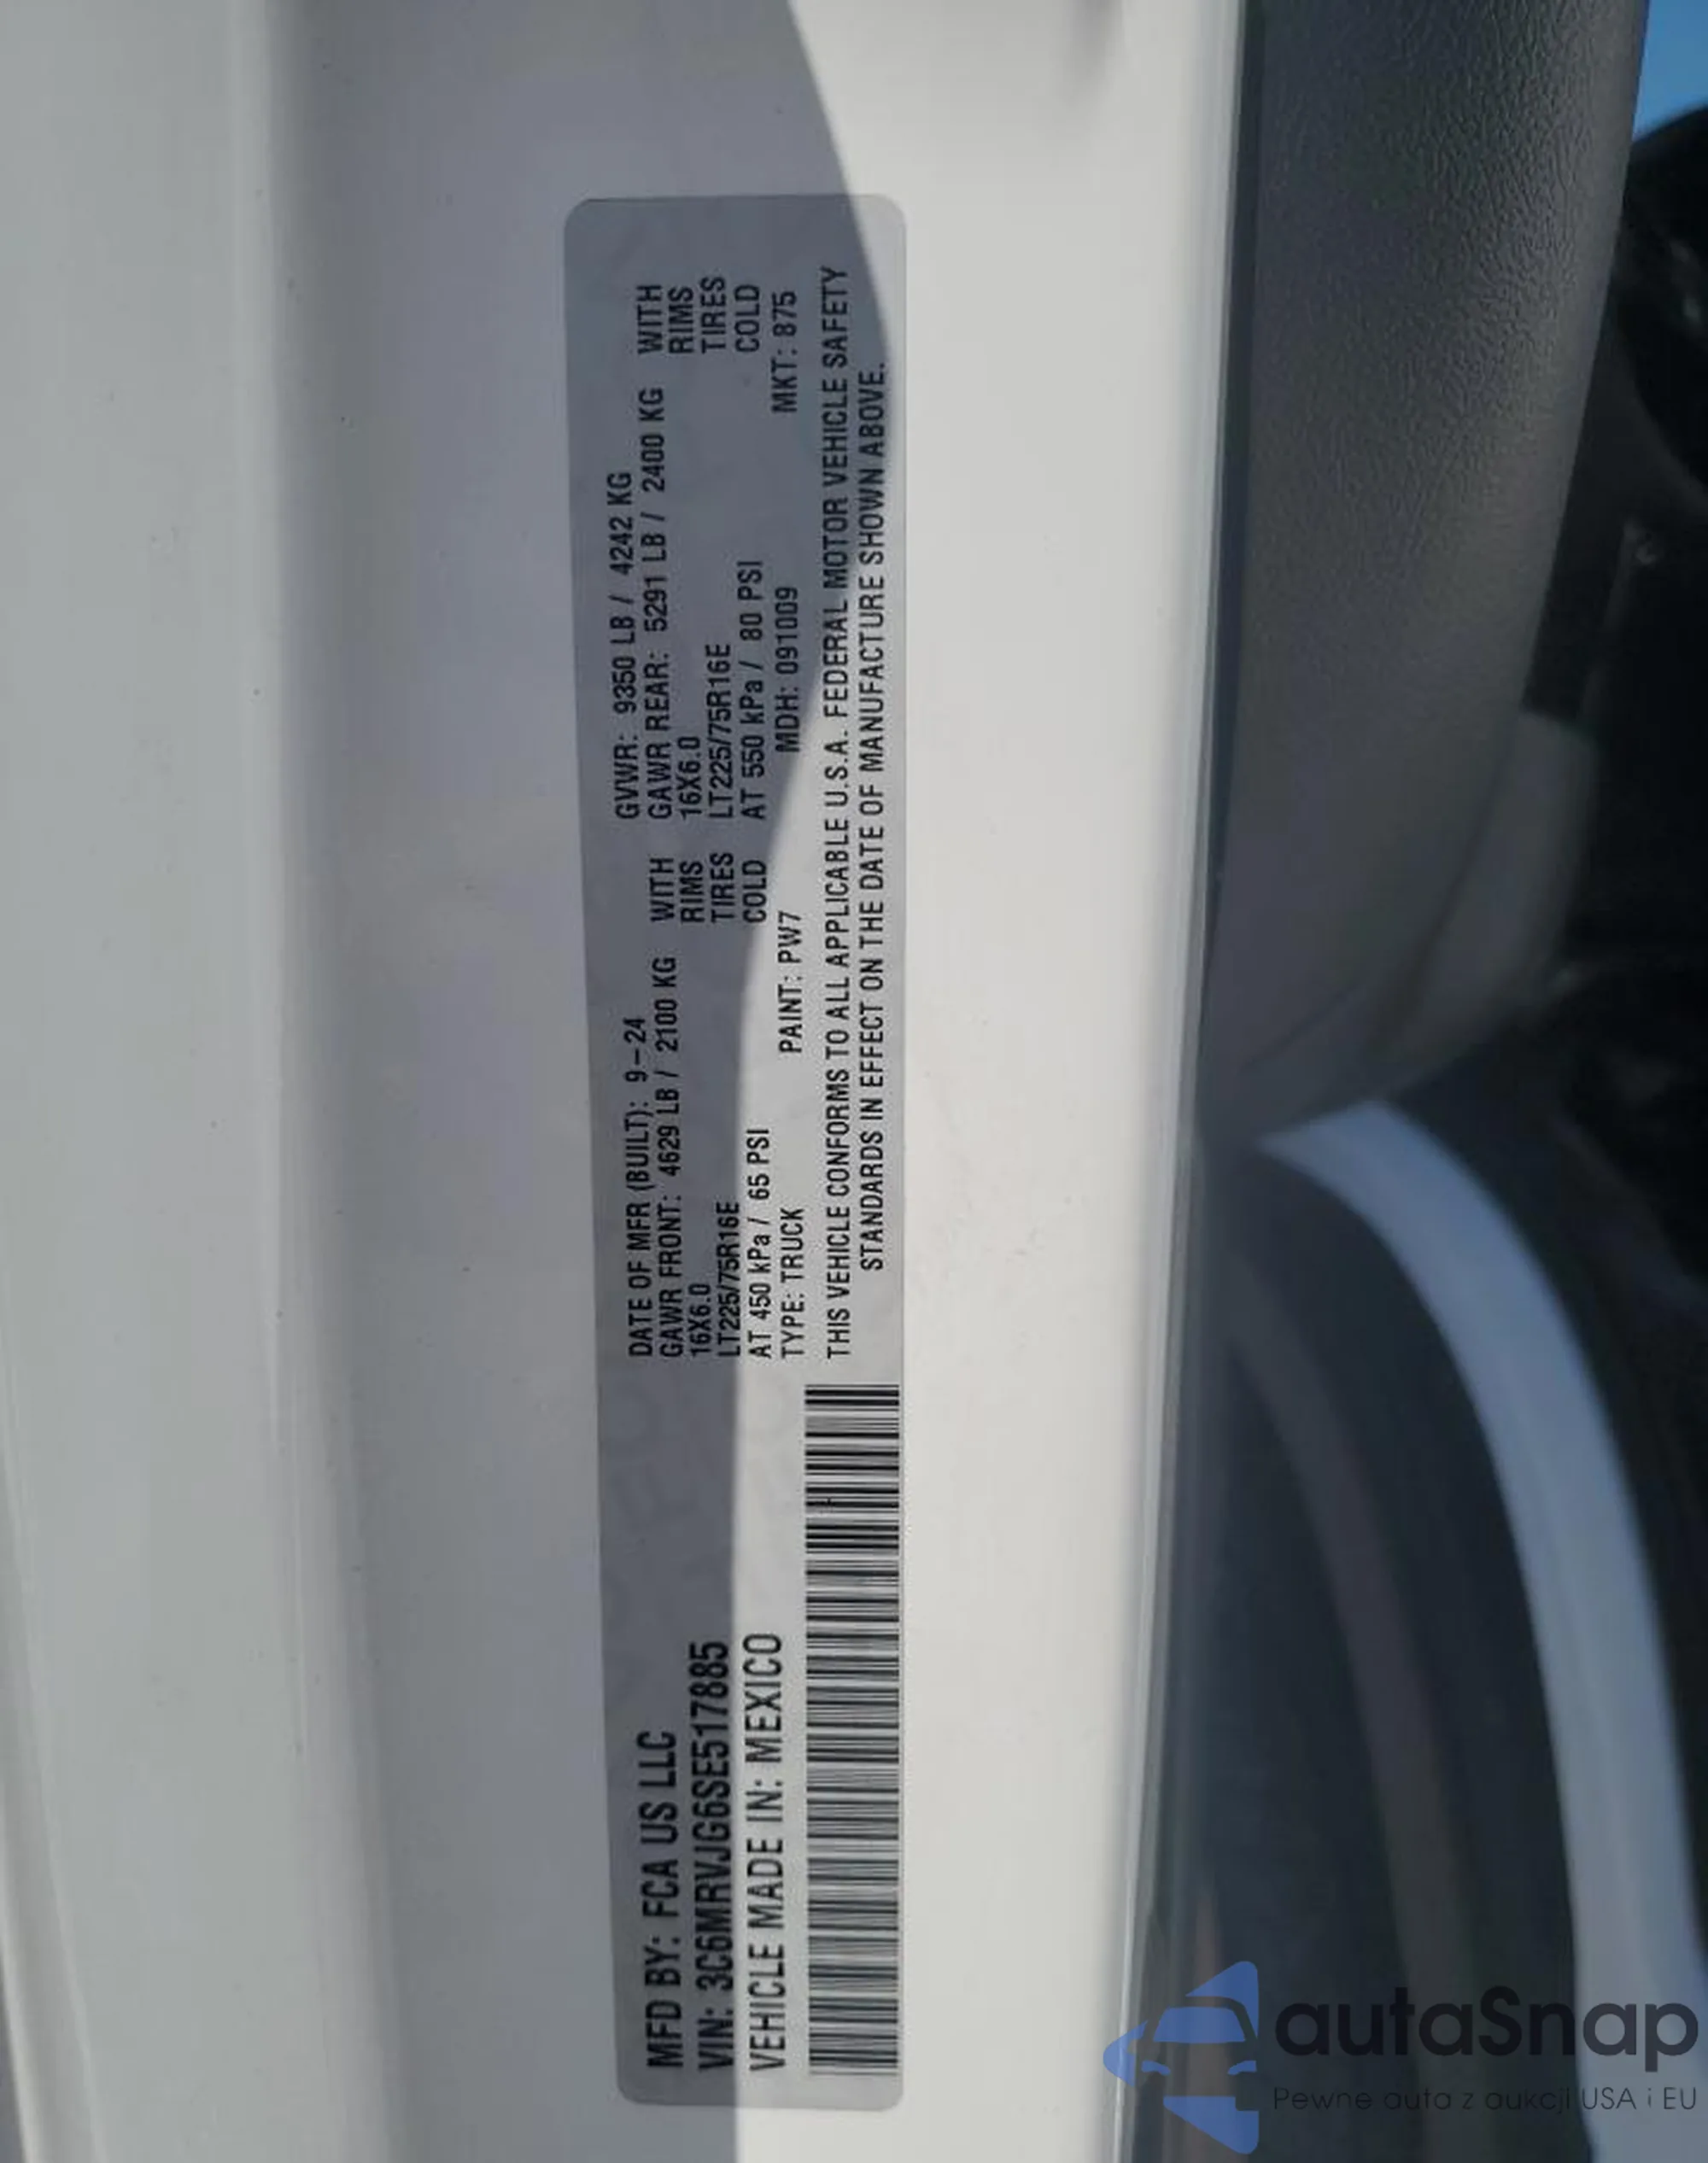 MFD BY: FCA US LLC
VIN: 3C6MRVJG6SE517885
VEHICLE MADE IN: MEXICO
DATE OF MFR (BUILT): 9-24
GVWR: 9350 LB / 4242 KG
GAWR FRONT: 4629 LB / 2100 KG WITH
GAWR REAR: 5291 LB / 2400 KG WITH
16X6.0 RIMS
16X6.0 RIMS
LT225/75R16E TIRES
LT225/75R16E TIRES
AT 450 kPa / 65 PSI COLD
AT 550 kPa / 80 PSI COLD
TYPE: TRUCK PAINT: PW7 MDH: 091009 MKT: 875
THIS VEHICLE CONFORMS TO ALL APPLICABLE U.S.A. FEDERAL MOTOR VEHICLE SAFETY
STANDARDS IN EFFECT ON THE DATE OF MANUFACTURE SHOWN ABOVE.
autaSnap
Pewne auta z aukcji USA i EU